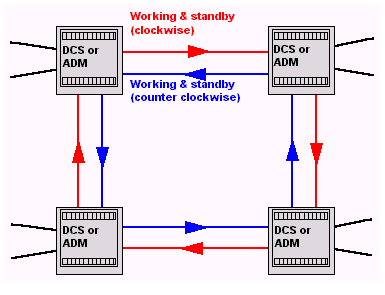 Working & standby
(clockwise)
DCS or
ADM
DCS or
ADM
Working & standby
(counter clockwise)
DCS or
ADM
DCS or
ADM